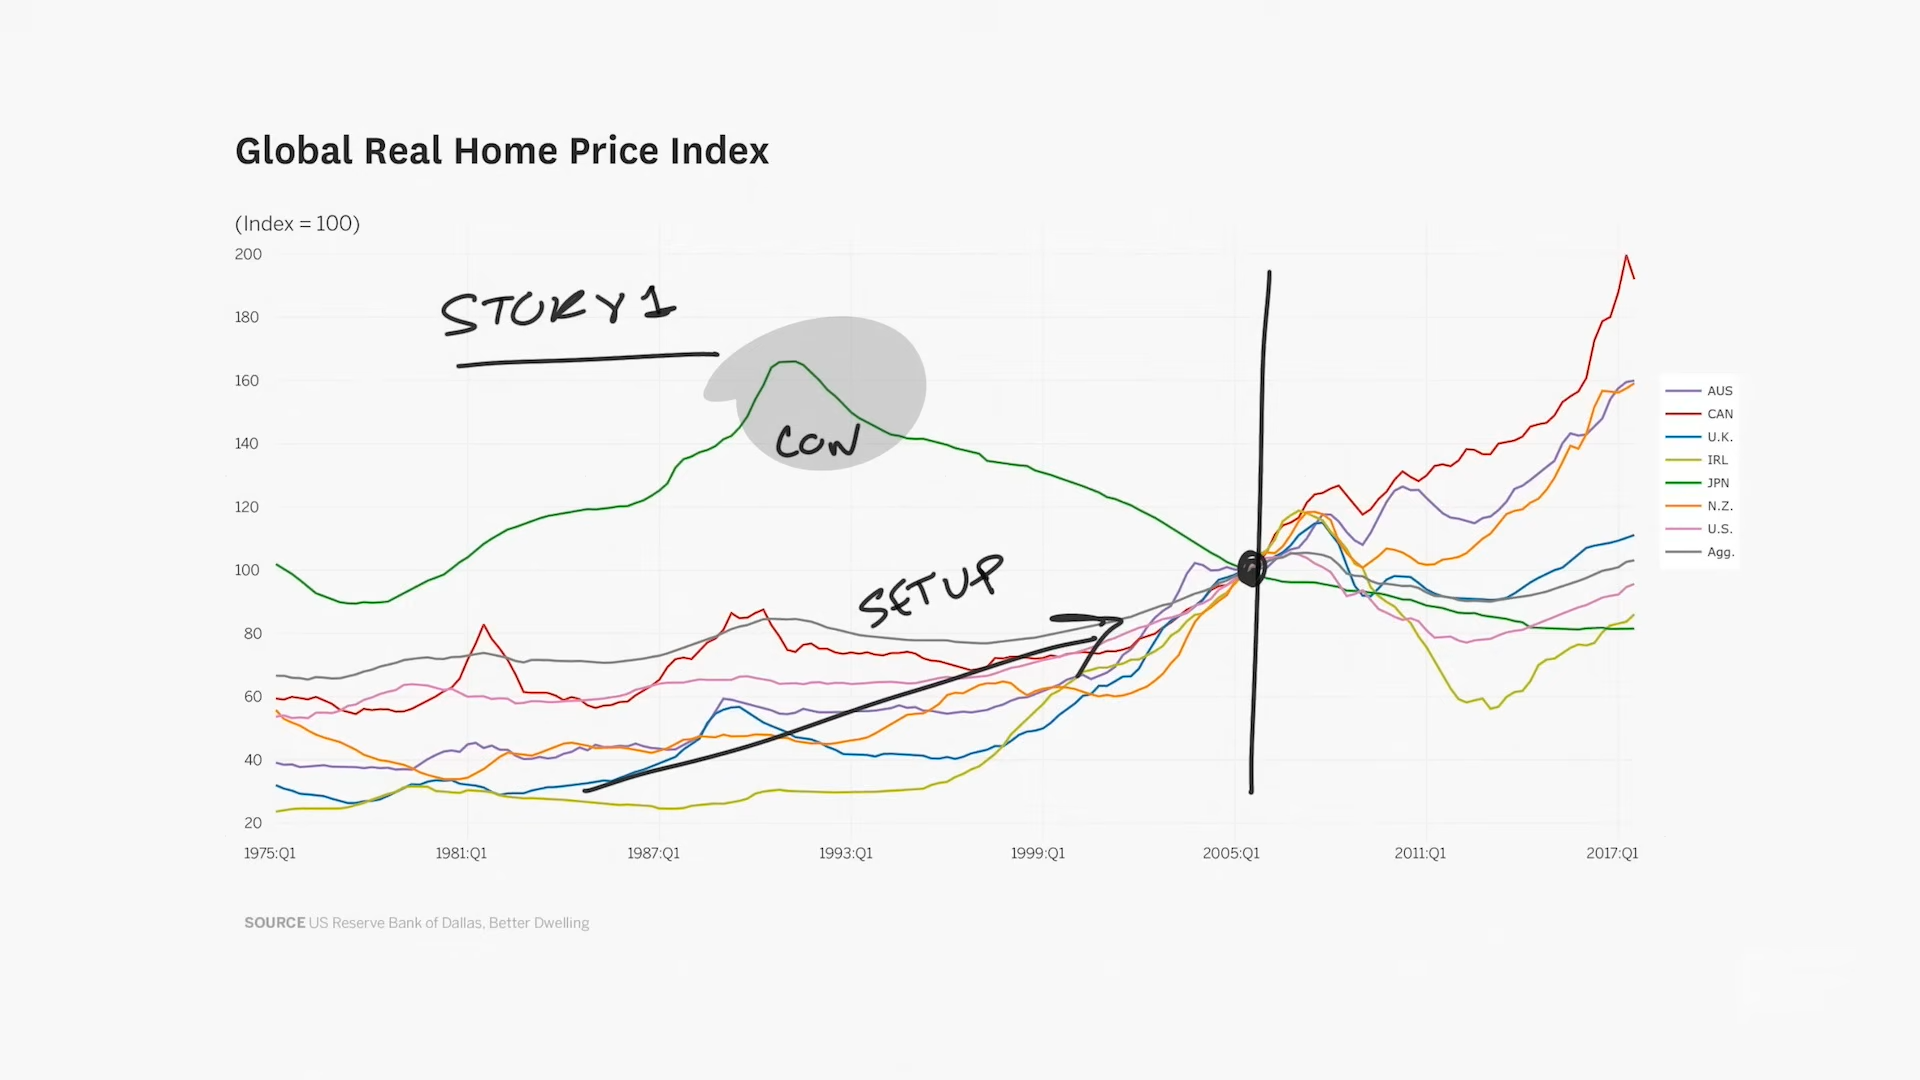 Global Real Home Price Index
(Index = 100)
200
180
160
140
120
100
80
60
40
20
STORY 1
CON
SETUP
1975:Q1 1981:Q1 1987:Q1 1993:Q1 1999:Q1 2005:Q1 2011:Q1 2017:Q1
AUS
CAN
U.K.
IRL
JPN
N.Z.
U.S.
Agg.
SOURCE US Reserve Bank of Dallas, Better Dwelling